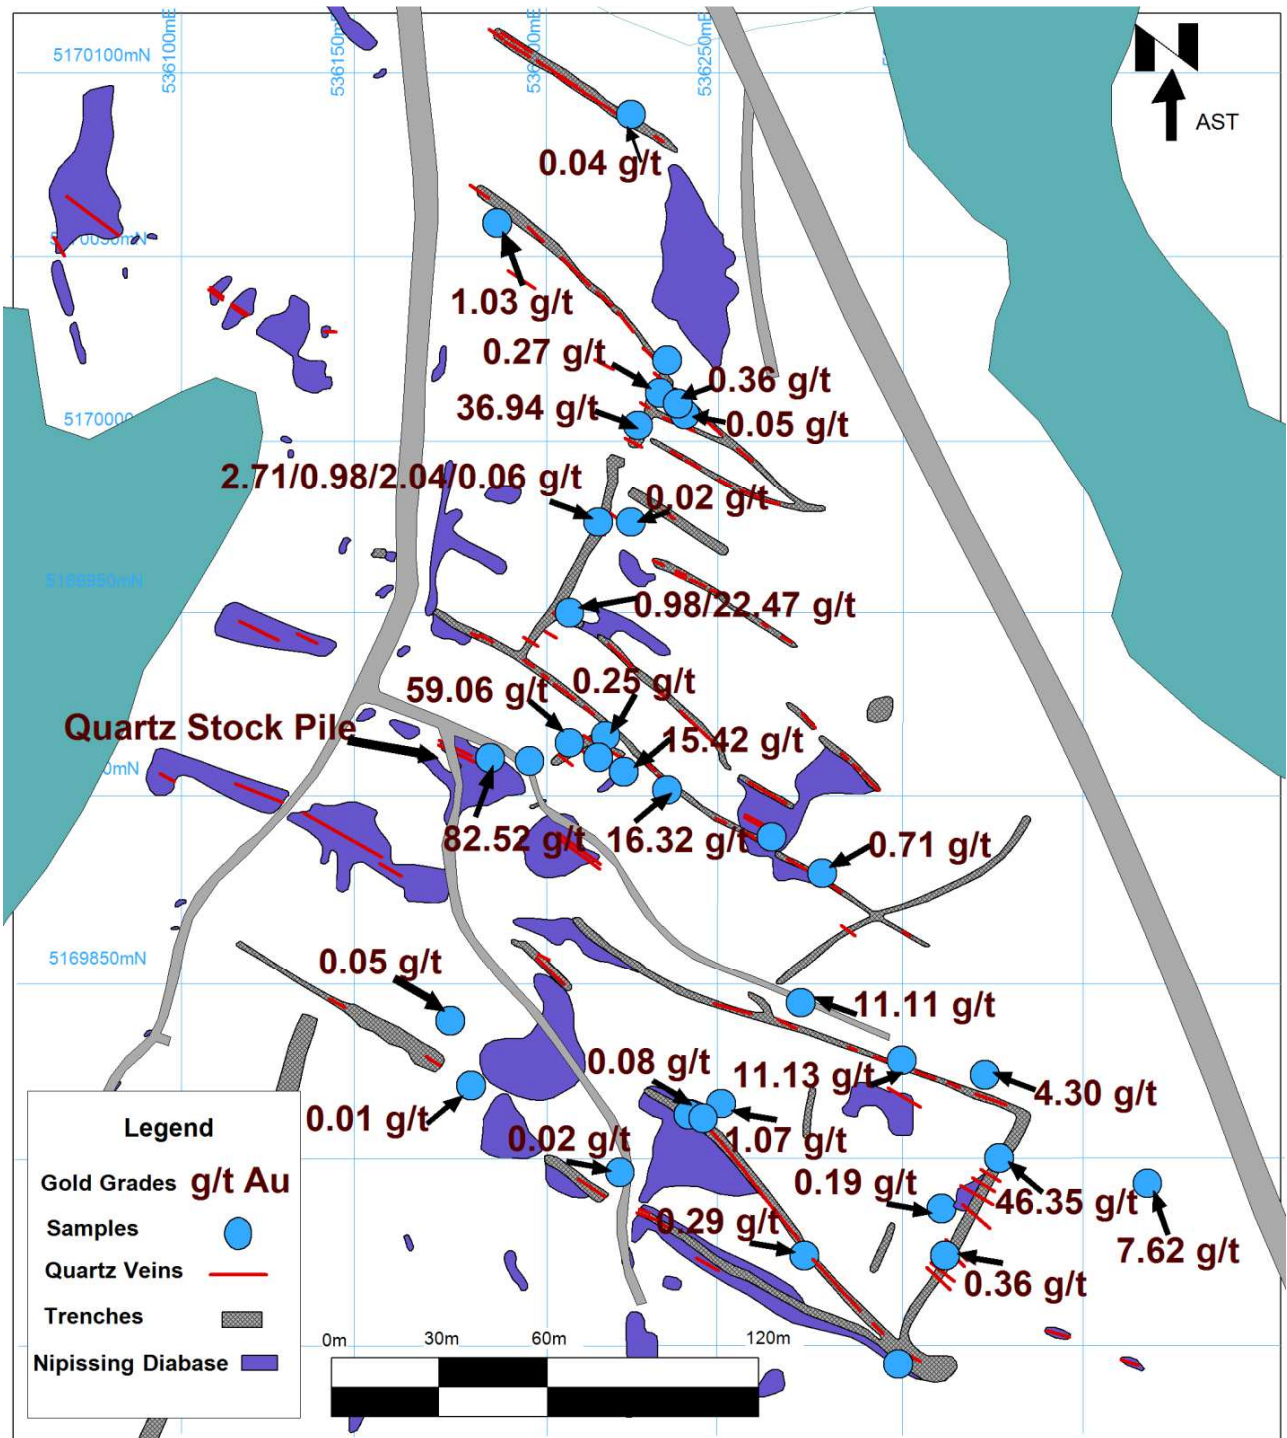 536100mE
536150mE
536250mE
5170100mN
AST
0.04 g/t
1.03 g/t
0.27 g/t
0.36 g/t
36.94 g/t
0.05 g/t
2.71/0.98/2.04/0.06 g/t
0.02 g/t
0.98/22.47 g/t
59.06 g/t
0.25 g/t
Quartz Stock Pile
15.42 g/t
82.52 g/t
16.32 g/t
0.71 g/t
5169850mN
0.05 g/t
11.11 g/t
0.08 g/t
11.13 g/t
4.30 g/t
0.01 g/t
0.02 g/t
1.07 g/t
0.19 g/t
46.35 g/t
0.29 g/t
7.62 g/t
0.36 g/t
Legend
Gold Grades g/t Au
Samples
Quartz Veins
Trenches
Nipissing Diabase
0m 30m 60m 120m